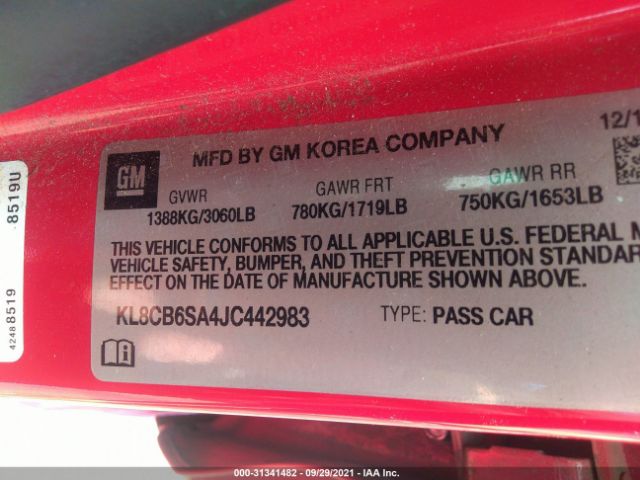 12/1
MFD BY GM KOREA COMPANY
GM
GVWR GAWR FRT GAWR RR
1388KG/3060LB 780KG/1719LB 750KG/1653LB
THIS VEHICLE CONFORMS TO ALL APPLICABLE U.S. FEDERAL M
VEHICLE SAFETY, BUMPER, AND THEFT PREVENTION STANDAR
EFFECT ON THE DATE OF MANUFACTURE SHOWN ABOVE.
KL8CB6SA4JC442983 TYPE: PASS CAR
8519U
42488519
000-31341482 - 09/29/2021 - IAA Inc.